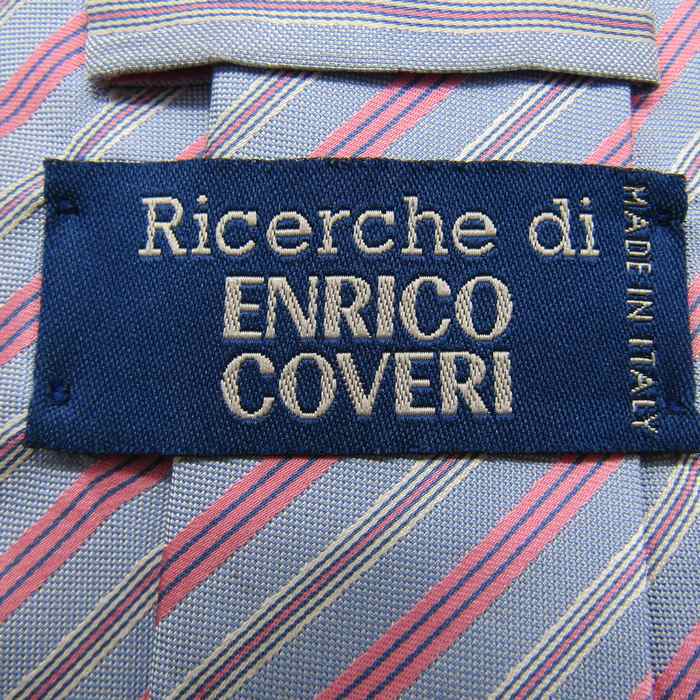 Ricerche di
ENRICO
COVERI
MADE IN ITALY